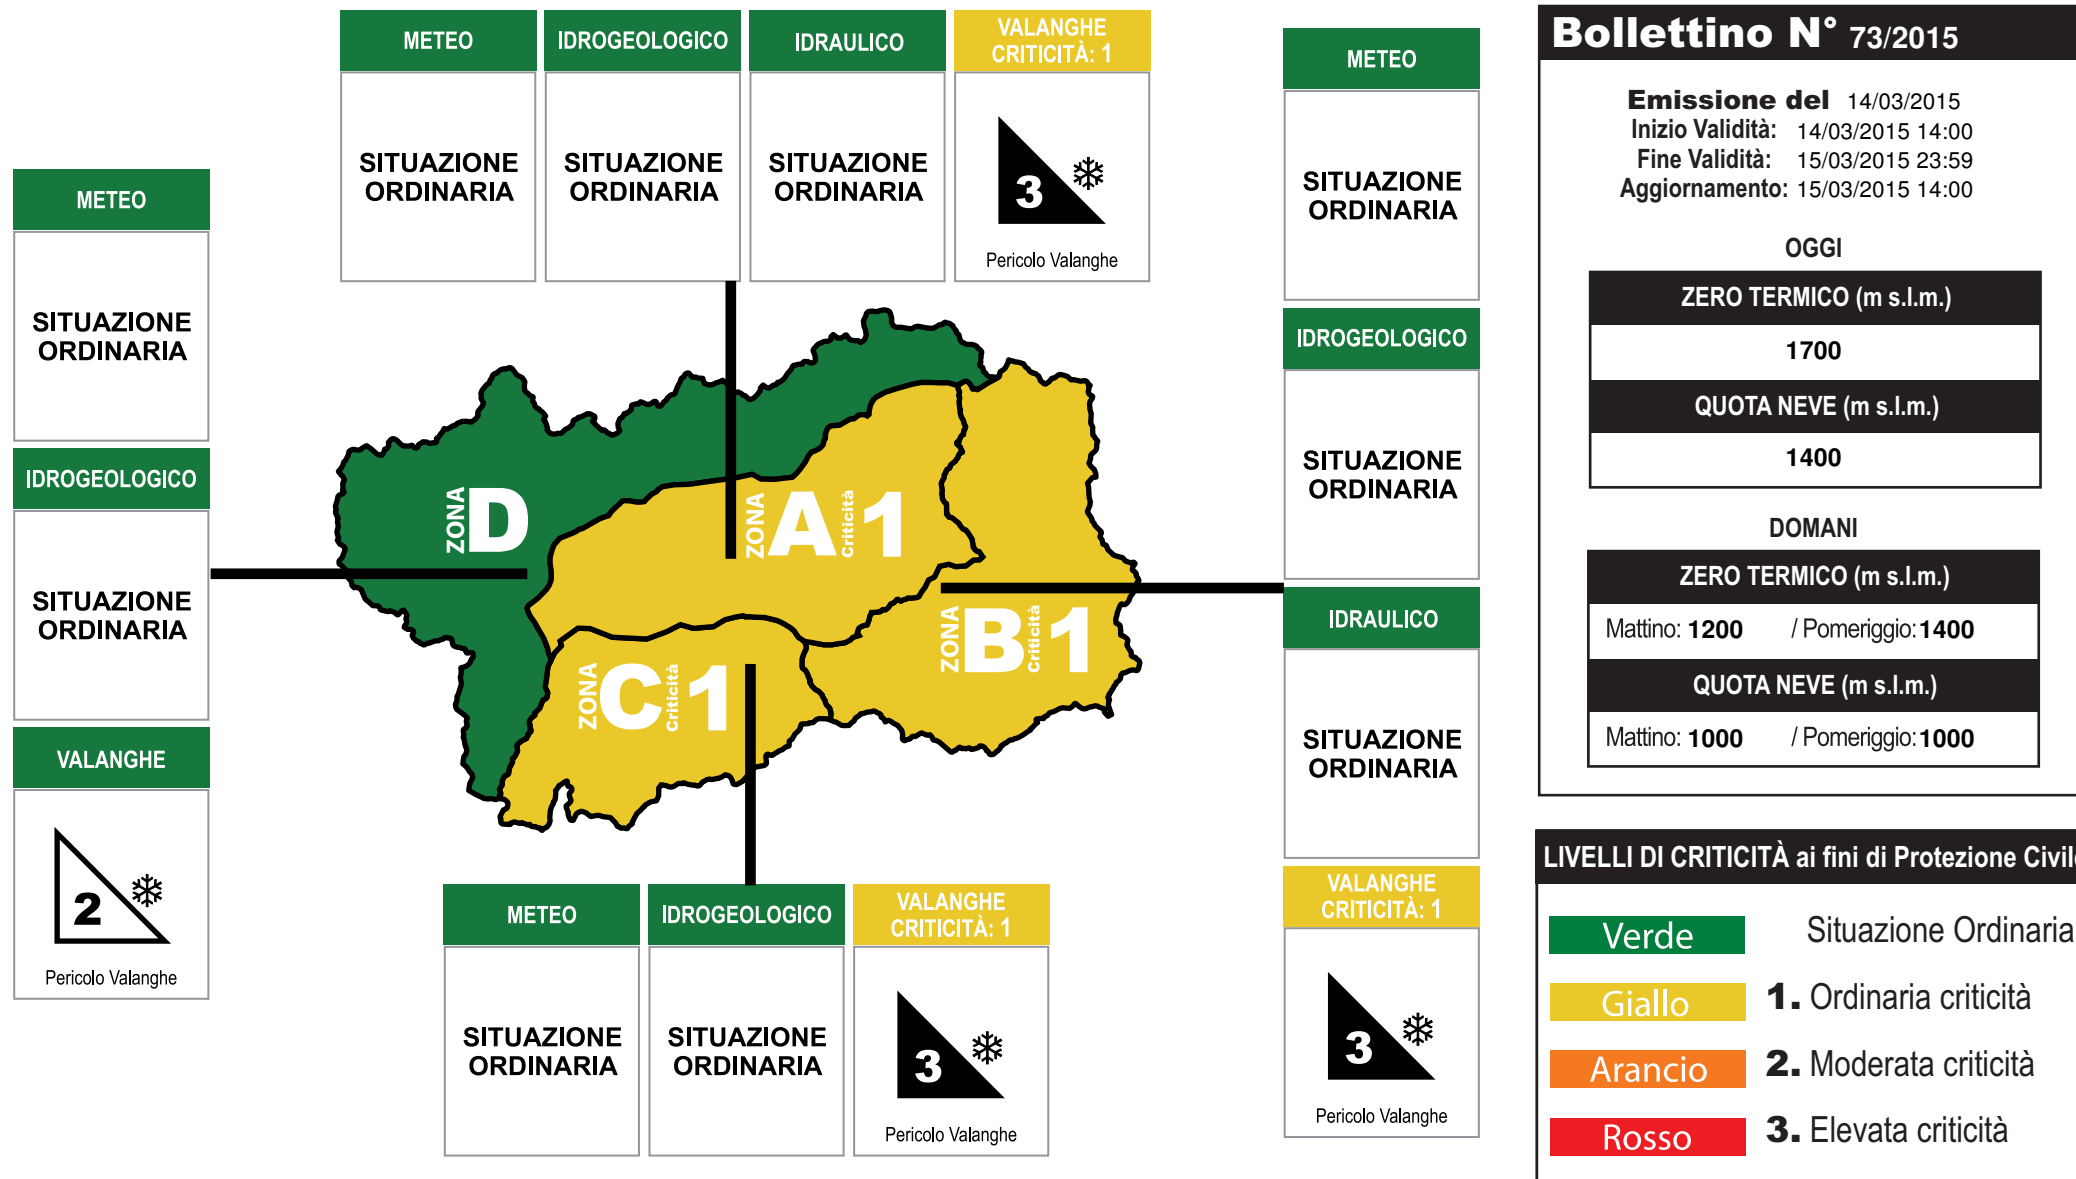 METEO
IDROGEOLOGICO
IDRAULICO
VALANGHE
CRITICITÀ: 1
SITUAZIONE
ORDINARIA
SITUAZIONE
ORDINARIA
SITUAZIONE
ORDINARIA
3
Pericolo Valanghe
METEO
SITUAZIONE
ORDINARIA
IDROGEOLOGICO
SITUAZIONE
ORDINARIA
VALANGHE
2
Pericolo Valanghe
ZONA D
ZONA A Criticità 1
ZONA B Criticità 1
ZONA C Criticità 1
METEO
IDROGEOLOGICO
VALANGHE
CRITICITÀ: 1
SITUAZIONE
ORDINARIA
SITUAZIONE
ORDINARIA
3
Pericolo Valanghe
METEO
SITUAZIONE
ORDINARIA
IDROGEOLOGICO
SITUAZIONE
ORDINARIA
IDRAULICO
SITUAZIONE
ORDINARIA
VALANGHE
CRITICITÀ: 1
3
Pericolo Valanghe
Bollettino N° 73/2015
Emissione del 14/03/2015
Inizio Validità: 14/03/2015 14:00
Fine Validità: 15/03/2015 23:59
Aggiornamento: 15/03/2015 14:00
OGGI
ZERO TERMICO (m s.l.m.)
1700
QUOTA NEVE (m s.l.m.)
1400
DOMANI
ZERO TERMICO (m s.l.m.)
Mattino: 1200 / Pomeriggio: 1400
QUOTA NEVE (m s.l.m.)
Mattino: 1000 / Pomeriggio: 1000
LIVELLI DI CRITICITÀ ai fini di Protezione Civile
Verde Situazione Ordinaria
Giallo 1. Ordinaria criticità
Arancio 2. Moderata criticità
Rosso 3. Elevata criticità